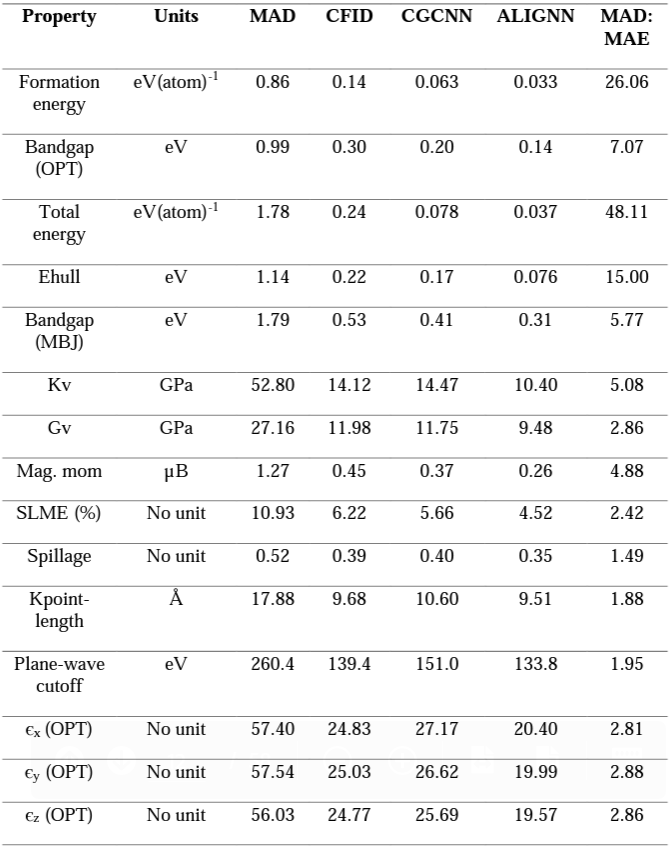 Property Units MAD CFID CGCNN ALIGNN MAD:
MAE
Formation eV(atom)-1 0.86 0.14 0.063 0.033 26.06
energy
Bandgap eV 0.99 0.30 0.20 0.14 7.07
(OPT)
Total eV(atom)-1 1.78 0.24 0.078 0.037 48.11
energy
Ehull eV 1.14 0.22 0.17 0.076 15.00
Bandgap eV 1.79 0.53 0.41 0.31 5.77
(MBJ)
Kv GPa 52.80 14.12 14.47 10.40 5.08
Gv GPa 27.16 11.98 11.75 9.48 2.86
Mag. mom µB 1.27 0.45 0.37 0.26 4.88
SLME (%) No unit 10.93 6.22 5.66 4.52 2.42
Spillage No unit 0.52 0.39 0.40 0.35 1.49
Kpoint- Å 17.88 9.68 10.60 9.51 1.88
length
Plane-wave eV 260.4 139.4 151.0 133.8 1.95
cutoff
ϵx (OPT) No unit 57.40 24.83 27.17 20.40 2.81
ϵy (OPT) No unit 57.54 25.03 26.62 19.99 2.88
ϵz (OPT) No unit 56.03 24.77 25.69 19.57 2.86